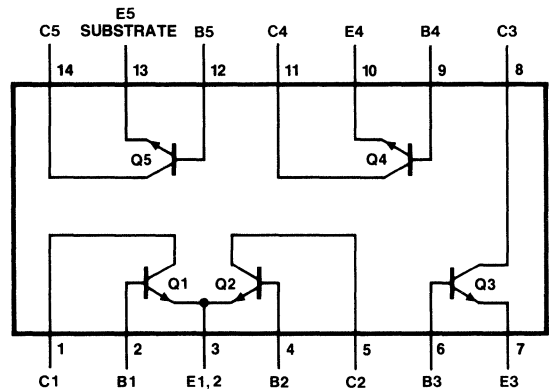 E5
C5 SUBSTRATE B5 C4 E4 B4 C3
14 13 12 11 10 9 8
Q5 Q4
Q1 Q2 Q3
1 2 3 4 5 6 7
C1 B1 E1, 2 B2 C2 B3 E3